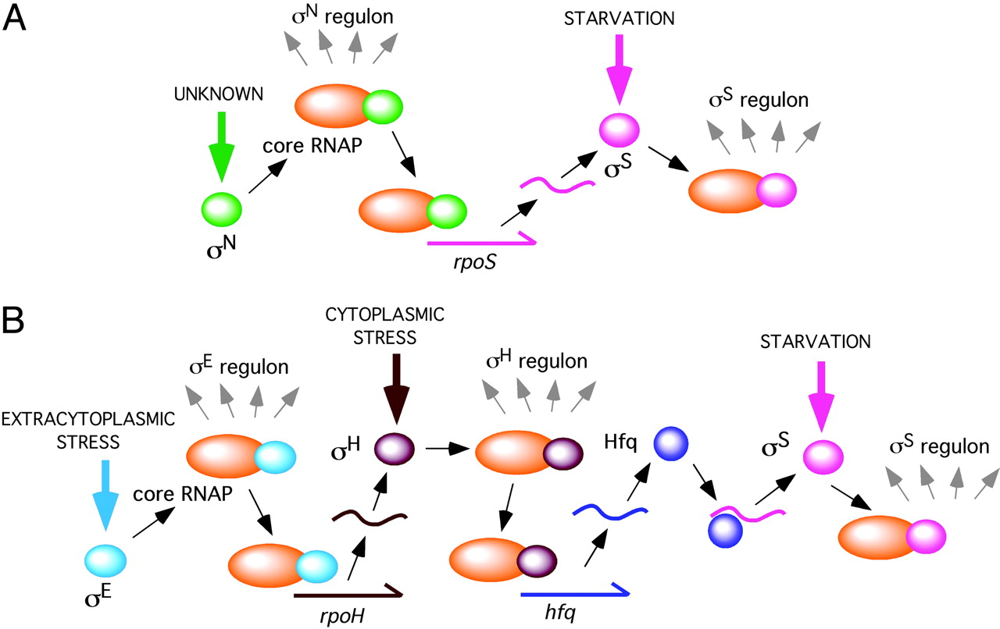 A
σN regulon
STARVATION
UNKNOWN
σS regulon
core RNAP
σS
σN
rpoS
B
CYTOPLASMIC
STRESS
STARVATION
σE regulon
σH regulon
EXTRACYTOPLASMIC
STRESS
σH
Hfq
σS
σS regulon
core RNAP
σE
rpoH
hfq